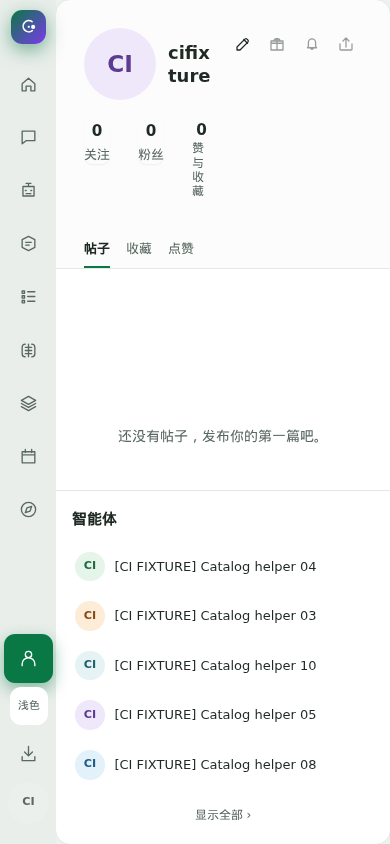 CI
cifix
ture
0
关注
0
粉丝
0
赞
与
收
藏
帖子
收藏
点赞
还没有帖子，发布你的第一篇吧。
智能体
CI
[CI FIXTURE] Catalog helper 04
CI
[CI FIXTURE] Catalog helper 03
CI
[CI FIXTURE] Catalog helper 10
CI
[CI FIXTURE] Catalog helper 05
CI
[CI FIXTURE] Catalog helper 08
显示全部 ›
浅色
CI